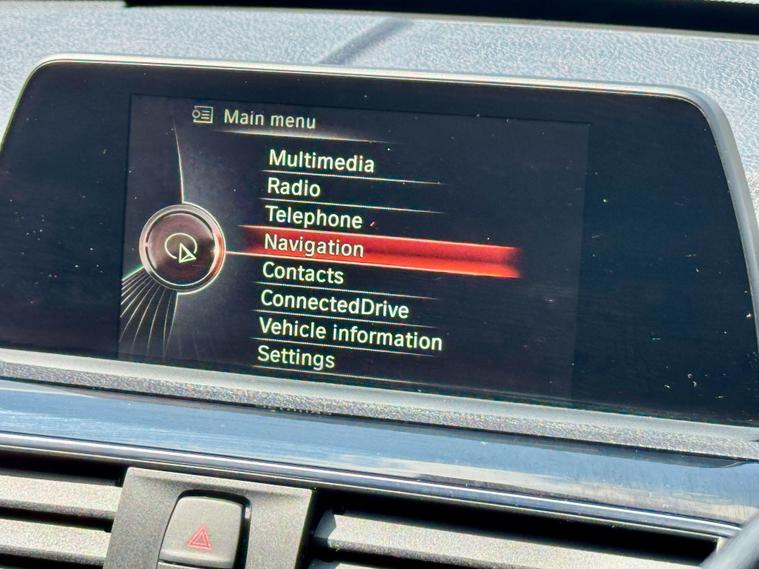 Main menu
Multimedia
Radio
Telephone
Navigation
Contacts
ConnectedDrive
Vehicle information
Settings